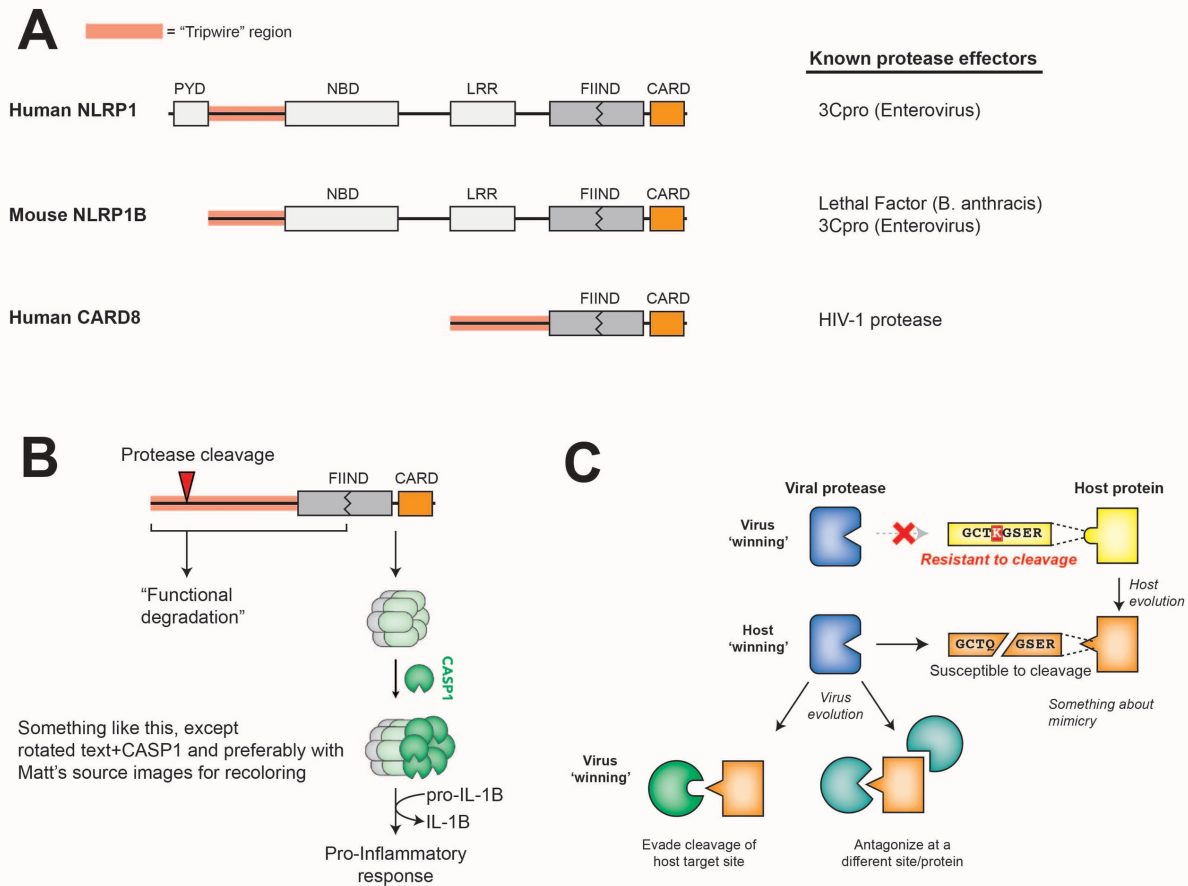 A
= “Tripwire” region
Known protease effectors
PYD
NBD
LRR
FIIND
CARD
Human NLRP1
3Cpro (Enterovirus)
NBD
LRR
FIIND
CARD
Mouse NLRP1B
Lethal Factor (B. anthracis)
3Cpro (Enterovirus)
FIIND
CARD
Human CARD8
HIV-1 protease
B
Protease cleavage
FIIND
CARD
“Functional
degradation”
CASP1
Something like this, except
rotated text+CASP1 and preferably with
Matt’s source images for recoloring
pro-IL-1B
IL-1B
Pro-Inflammatory
response
C
Viral protease
Host protein
Virus
‘winning’
GCTKGSER
Resistant to cleavage
Host
evolution
Host
‘winning’
GCTQ GSER
Susceptible to cleavage
Something about
mimicry
Virus
evolution
Virus
‘winning’
Evade cleavage of
host target site
Antagonize at a
different site/protein